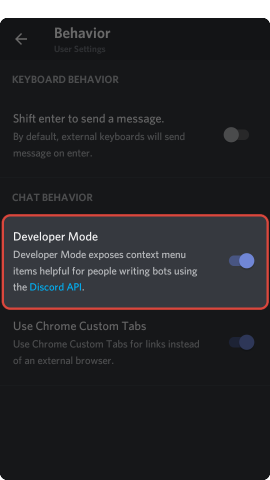 Behavior
User Settings
KEYBOARD BEHAVIOR
Shift enter to send a message.
By default, external keyboards will send
message on enter.
CHAT BEHAVIOR
Developer Mode
Developer Mode exposes context menu
items helpful for people writing bots using
the Discord API.
Use Chrome Custom Tabs
Use Chrome Custom Tabs for links instead
of an external browser.